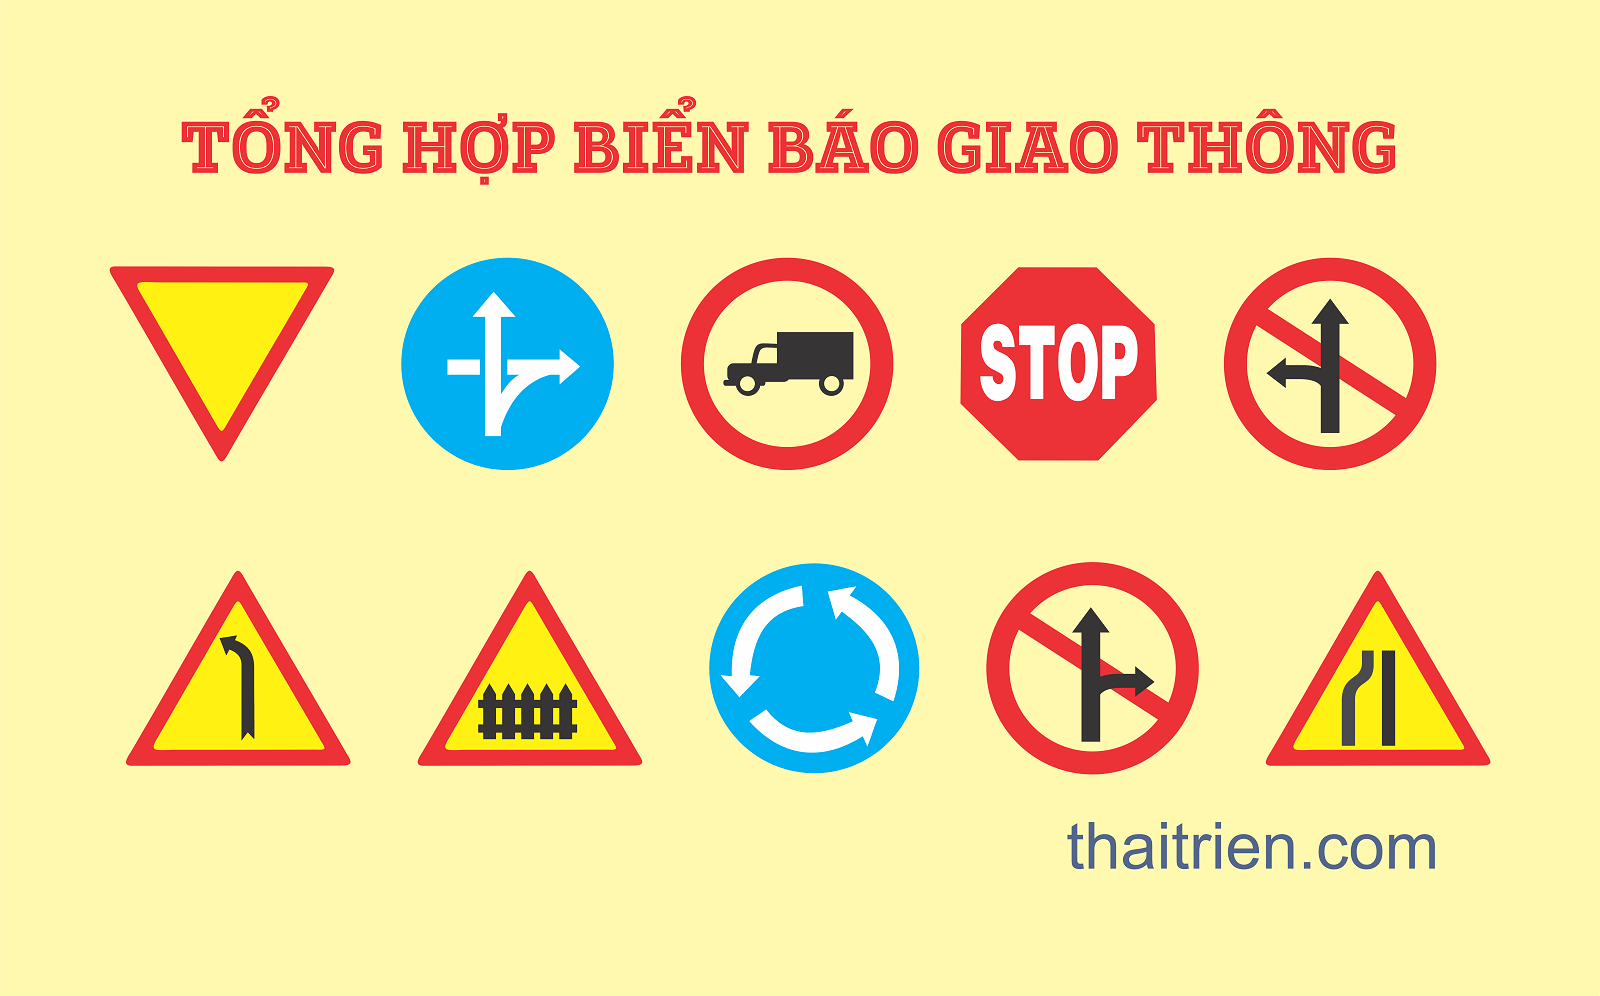 TỔNG HỢP BIỂN BÁO GIAO THÔNG
STOP
thaitrien.com